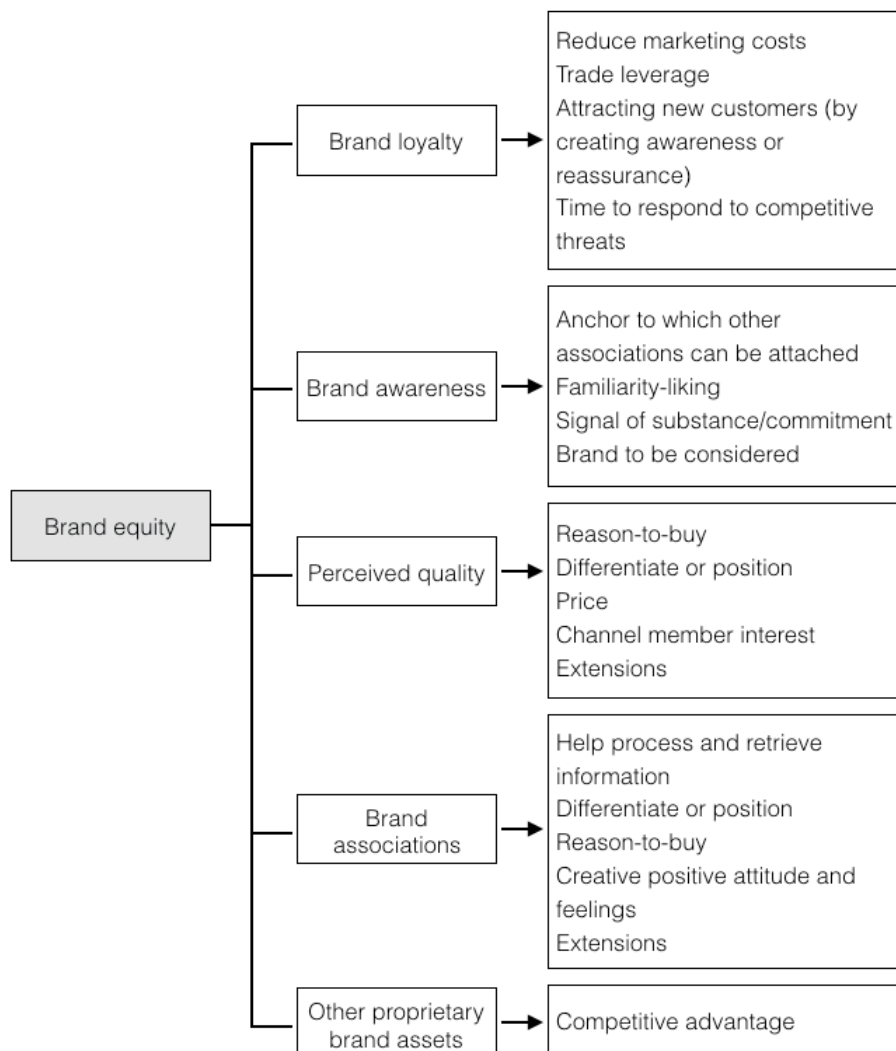 Brand equity
Brand loyalty
Reduce marketing costs
Trade leverage
Attracting new customers (by
creating awareness or
reassurance)
Time to respond to competitive
threats
Brand awareness
Anchor to which other
associations can be attached
Familiarity-liking
Signal of substance/commitment
Brand to be considered
Perceived quality
Reason-to-buy
Differentiate or position
Price
Channel member interest
Extensions
Brand
associations
Help process and retrieve
information
Differentiate or position
Reason-to-buy
Creative positive attitude and
feelings
Extensions
Other proprietary
brand assets
Competitive advantage